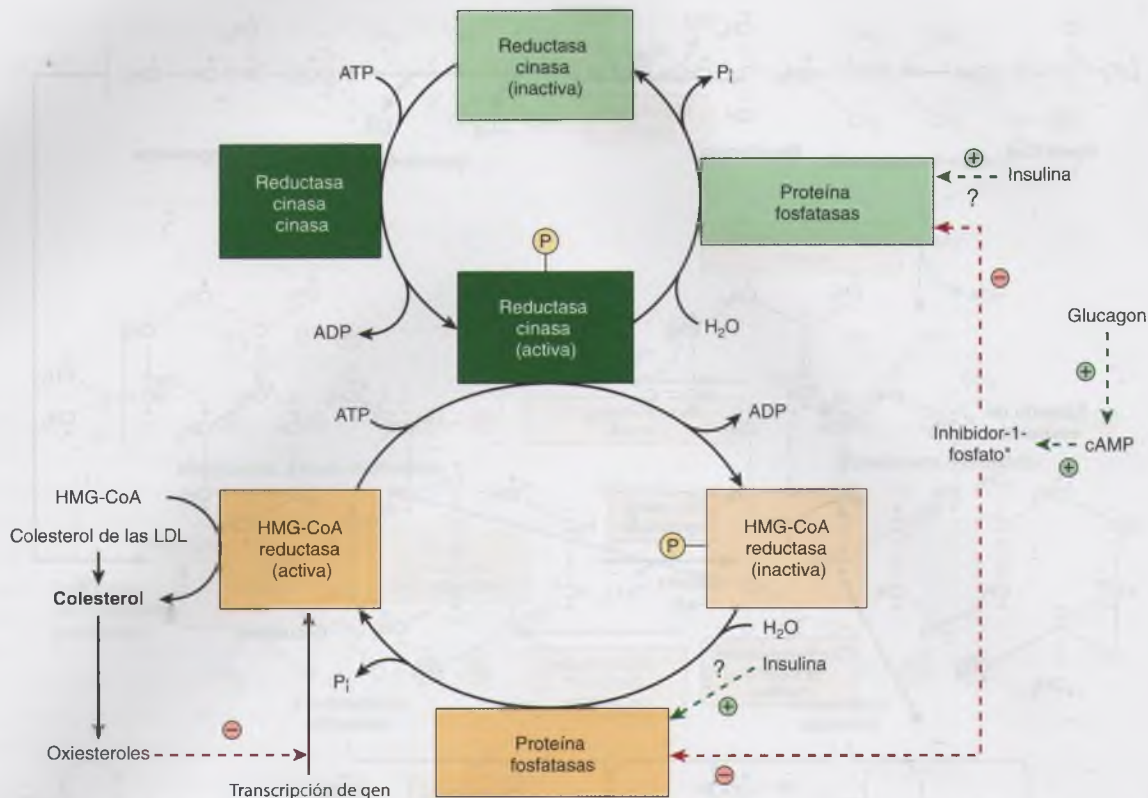 Reductasa
cinasa
(inactiva)
ATP
Pi
Reductasa
cinasa
cinasa
Proteína
fosfatasas
+
Insulina
?
P
−
Reductasa
cinasa
(activa)
ADP
H2O
Glucagon
+
ATP
ADP
Inhibidor-1-
fosfato*
cAMP
+
HMG-CoA
Colesterol de las LDL
Colesterol
HMG-CoA
reductasa
(activa)
P
HMG-CoA
reductasa
(inactiva)
H2O
Pi
?
Insulina
+
Oxiesteroles
−
Proteína
fosfatasas
−
Transcripción de gen